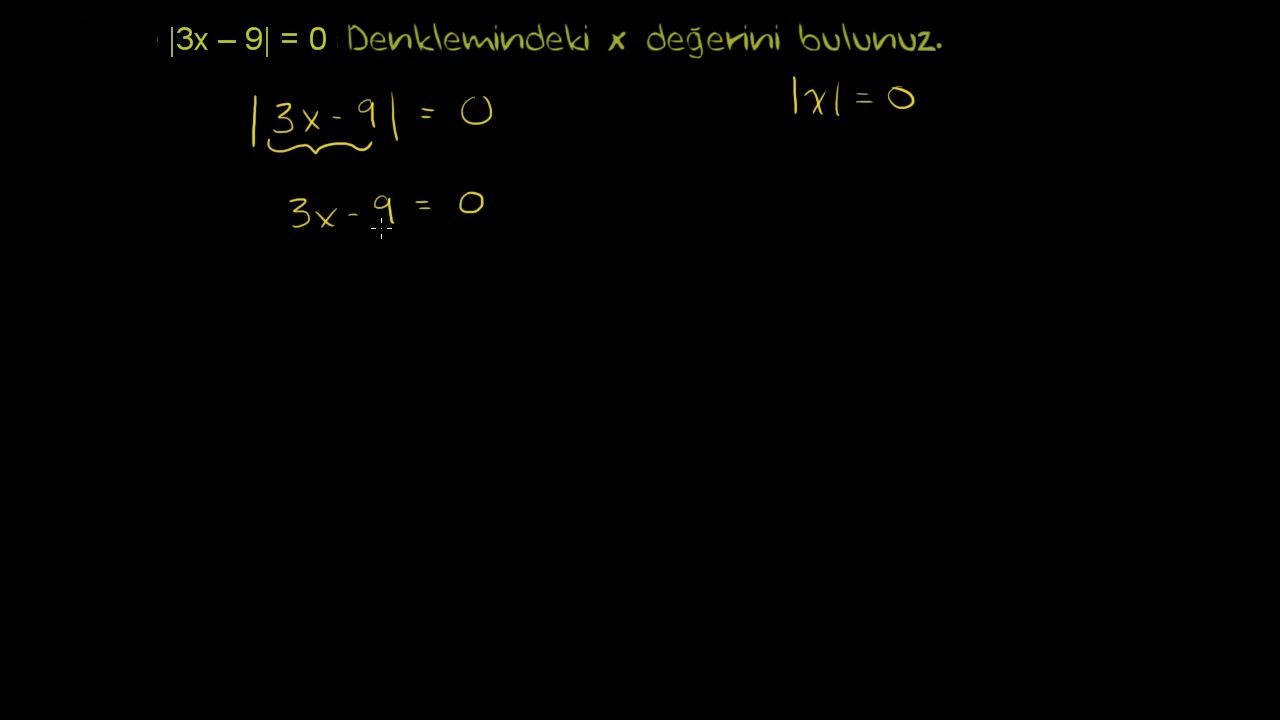 |3x – 9| = 0 Denklemindeki x değerini bulunuz.
|3x - 9| = 0
|x| = 0
3x - 9 = 0